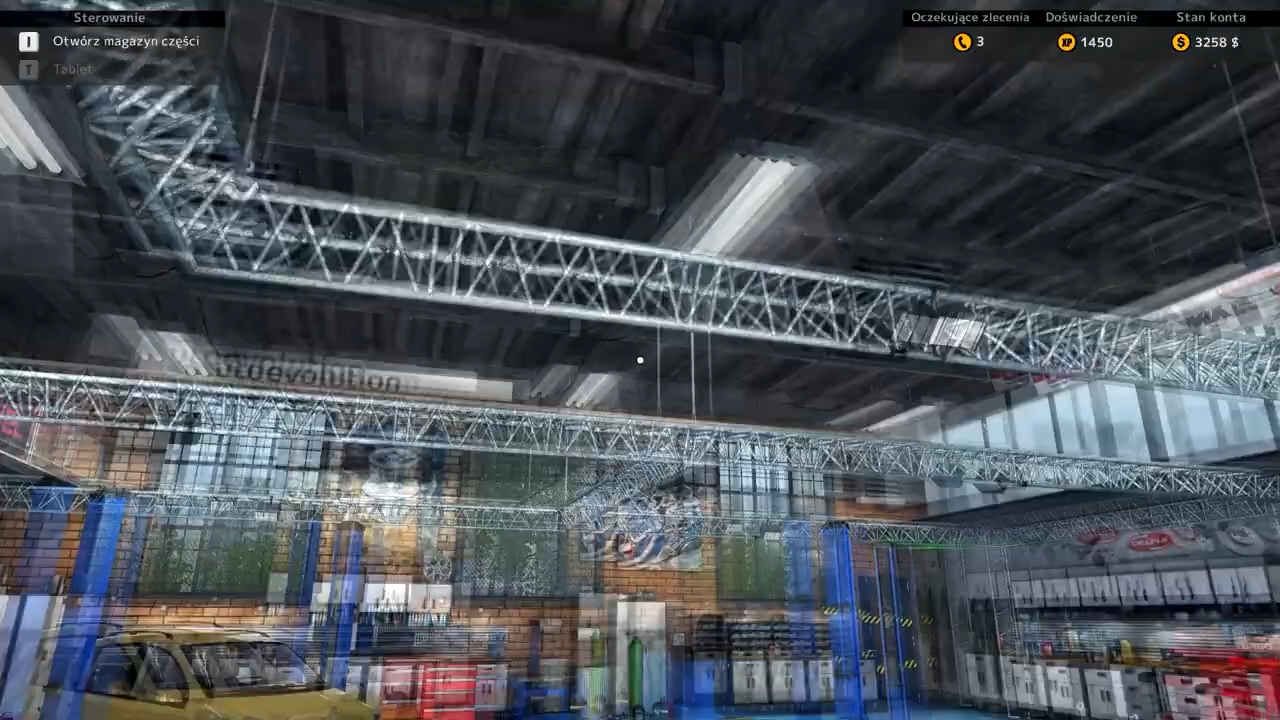 Sterowanie
I Otwórz magazyn części
T Tablet
Oczekujące zlecenia Doświadczenie Stan konta
3 XP 1450 $ 3258 $